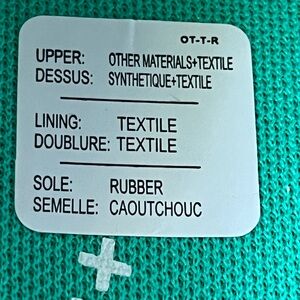 OT-T-R
UPPER: OTHER MATERIALS+TEXTILE
DESSUS: SYNTHETIQUE+TEXTILE
LINING: TEXTILE
DOUBLURE: TEXTILE
SOLE: RUBBER
SEMELLE: CAOUTCHOUC